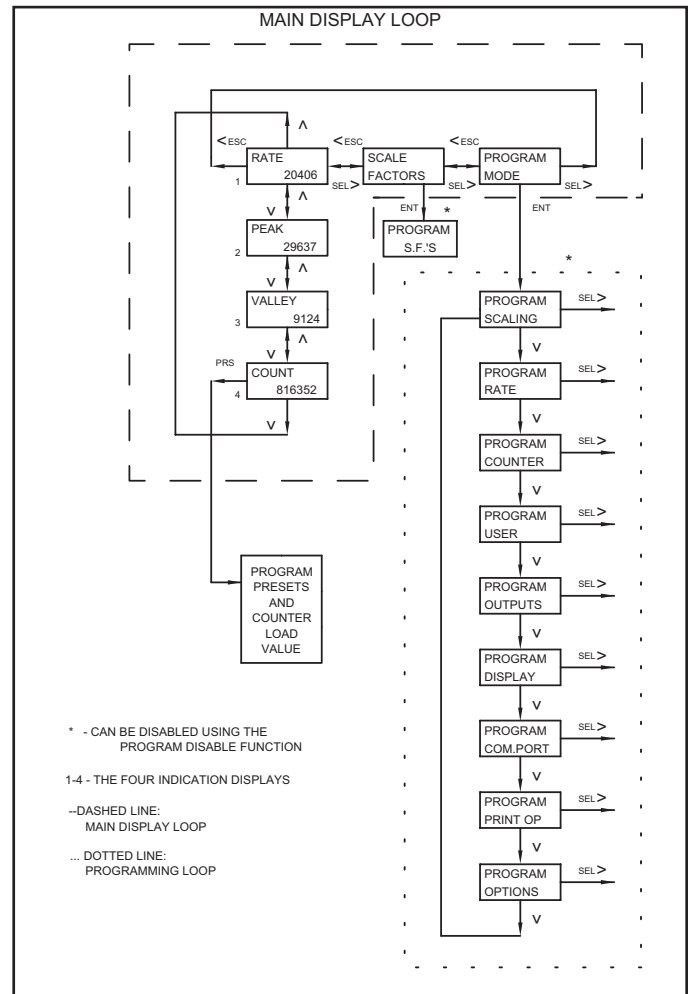 MAIN DISPLAY LOOP
˄
<ESC
<ESC
<ESC
RATE
20406
1
SCALE
FACTORS
PROGRAM
MODE
SEL>
SEL>
SEL>
˄
˅
ENT
*
ENT
PEAK
29637
2
PROGRAM
S.F.'S
*
˄
˅
VALLEY
9124
3
PROGRAM
SCALING
SEL>
˄
˅
˅
PRS
COUNT
816352
4
PROGRAM
RATE
SEL>
˅
˅
PROGRAM
COUNTER
SEL>
˅
PROGRAM
USER
SEL>
˅
PROGRAM
PRESETS
AND
COUNTER
LOAD
VALUE
PROGRAM
OUTPUTS
SEL>
˅
PROGRAM
DISPLAY
SEL>
˅
PROGRAM
COM.PORT
SEL>
˅
PROGRAM
PRINT OP
SEL>
˅
PROGRAM
OPTIONS
SEL>
˅
* - CAN BE DISABLED USING THE
PROGRAM DISABLE FUNCTION
1-4 - THE FOUR INDICATION DISPLAYS
--DASHED LINE:
MAIN DISPLAY LOOP
... DOTTED LINE:
PROGRAMMING LOOP